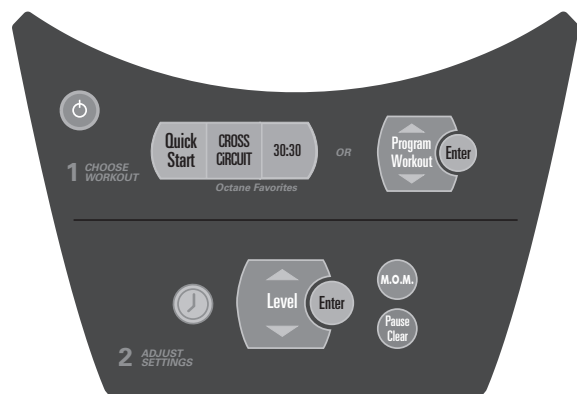 Quick
Start
CROSS
CiRCUIT
30:30
OR
Program
Workout
Enter
1 CHOOSE
WORKOUT
Octane Favorites
Level
Enter
M.O.M.
Pause
Clear
2 ADJUST
SETTINGS